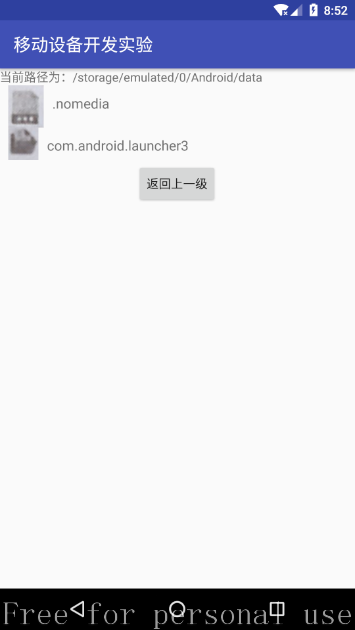 8:52
移动设备开发实验
当前路径为：/storage/emulated/0/Android/data
.nomedia
com.android.launcher3
返回上一级
Free for personal use